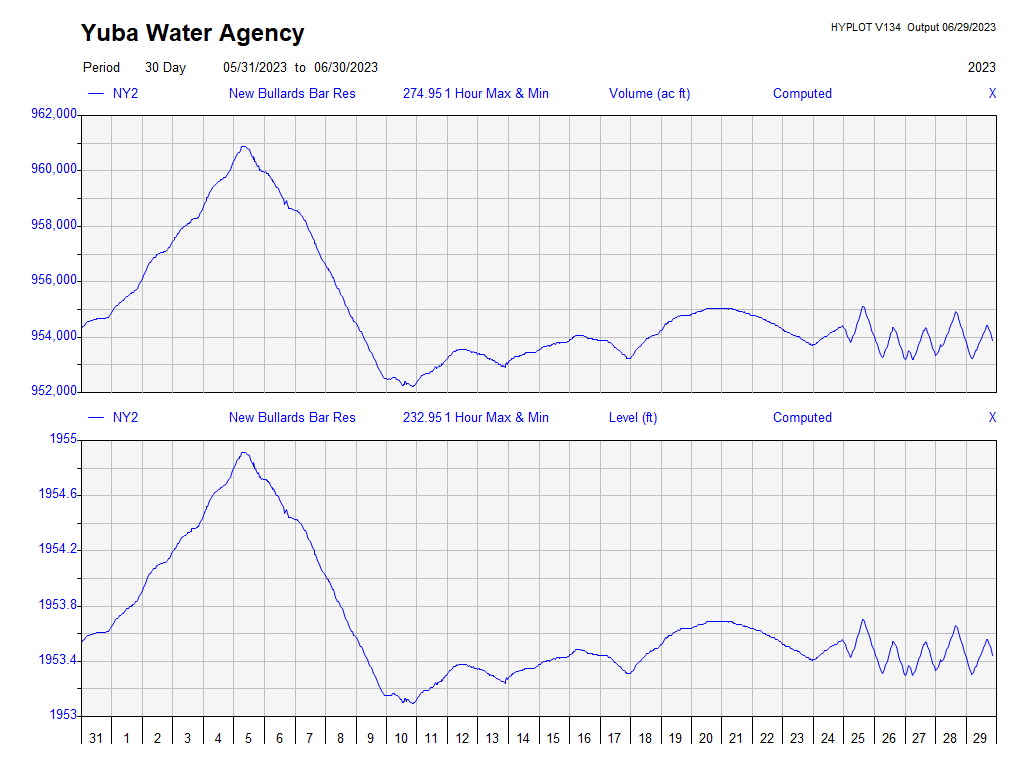 Yuba Water Agency
HYPLOT V134 Output 06/29/2023
Period 30 Day 05/31/2023 to 06/30/2023 2023
NY2 New Bullards Bar Res 274.95 1 Hour Max & Min Volume (ac ft) Computed X
962,000
960,000
958,000
956,000
954,000
952,000
NY2 New Bullards Bar Res 232.95 1 Hour Max & Min Level (ft) Computed X
1955
1954.6
1954.2
1953.8
1953.4
1953
31 1 2 3 4 5 6 7 8 9 10 11 12 13 14 15 16 17 18 19 20 21 22 23 24 25 26 27 28 29